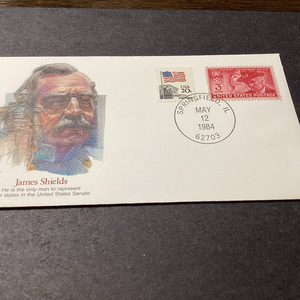 USA
20c
3
UNITED STATES POSTAGE
SPRINGFIELD, IL
MAY
12
1984
62703
James Shields
He is the only man to represent
states in the United States Senate.